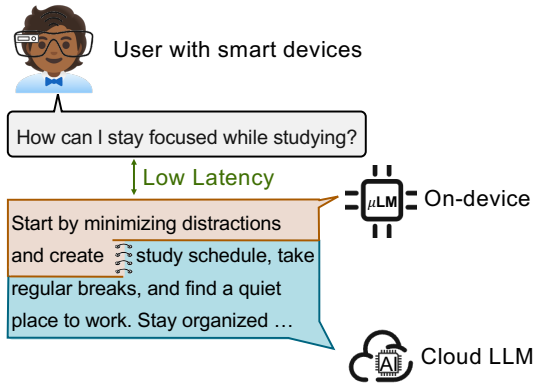 User with smart devices
How can I stay focused while studying?
Low Latency
μLM
On-device
Start by minimizing distractions
and create study schedule, take
regular breaks, and find a quiet
place to work. Stay organized ...
AI
Cloud LLM